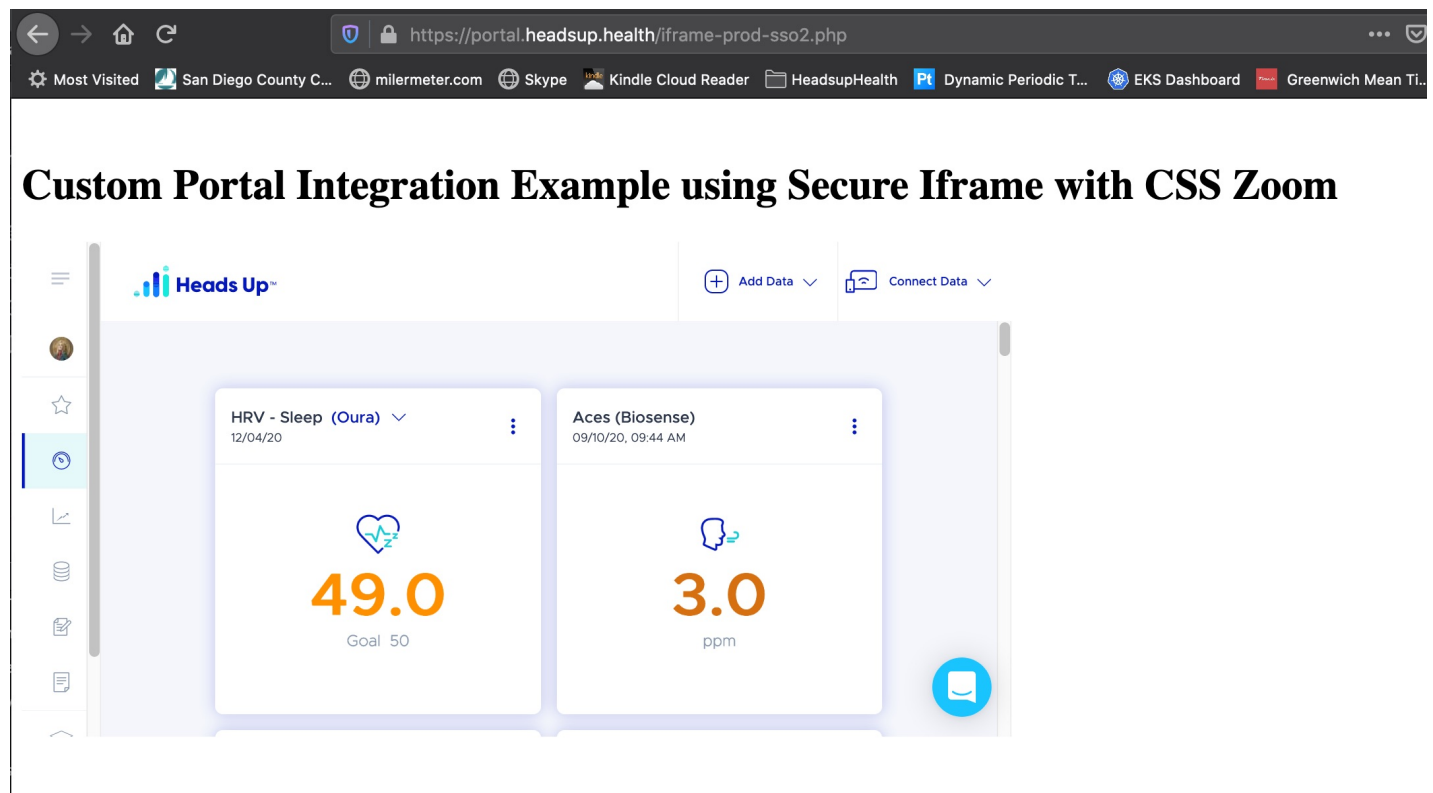 https://portal.headsup.health/iframe-prod-sso2.php
Most Visited San Diego County C... milermeter.com Skype Kindle Cloud Reader HeadsupHealth Pt Dynamic Periodic T... EKS Dashboard Greenwich Mean Ti..
Custom Portal Integration Example using Secure Iframe with CSS Zoom
Heads Up™ Add Data Connect Data
HRV - Sleep (Oura) Aces (Biosense)
12/04/20 09/10/20, 09:44 AM
49.0 3.0
Goal 50 ppm